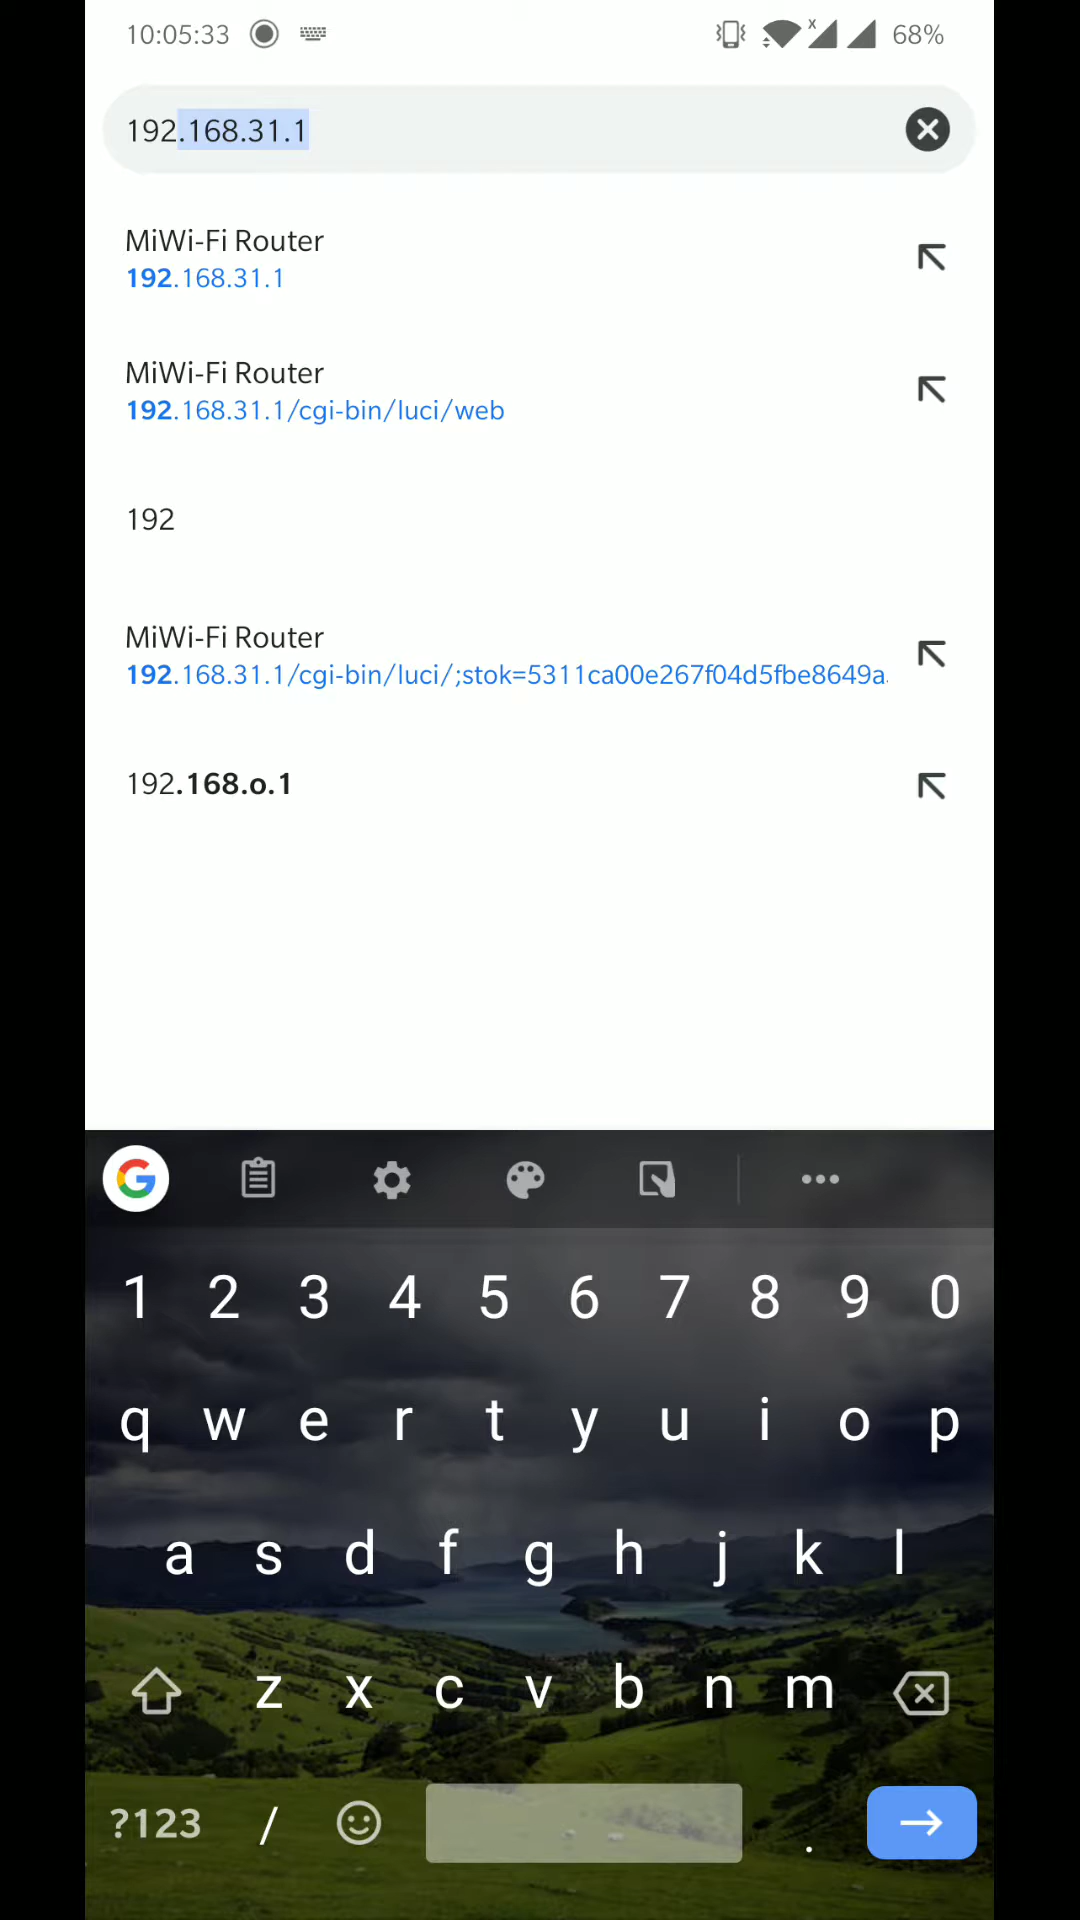 10:05:33 68%
192.168.31.1
MiWi-Fi Router
192.168.31.1
MiWi-Fi Router
192.168.31.1/cgi-bin/luci/web
192
MiWi-Fi Router
192.168.31.1/cgi-bin/luci/;stok=5311ca00e267f04d5fbe8649a
192.168.o.1
1 2 3 4 5 6 7 8 9 0
q w e r t y u i o p
a s d f g h j k l
z x c v b n m
?123 / .